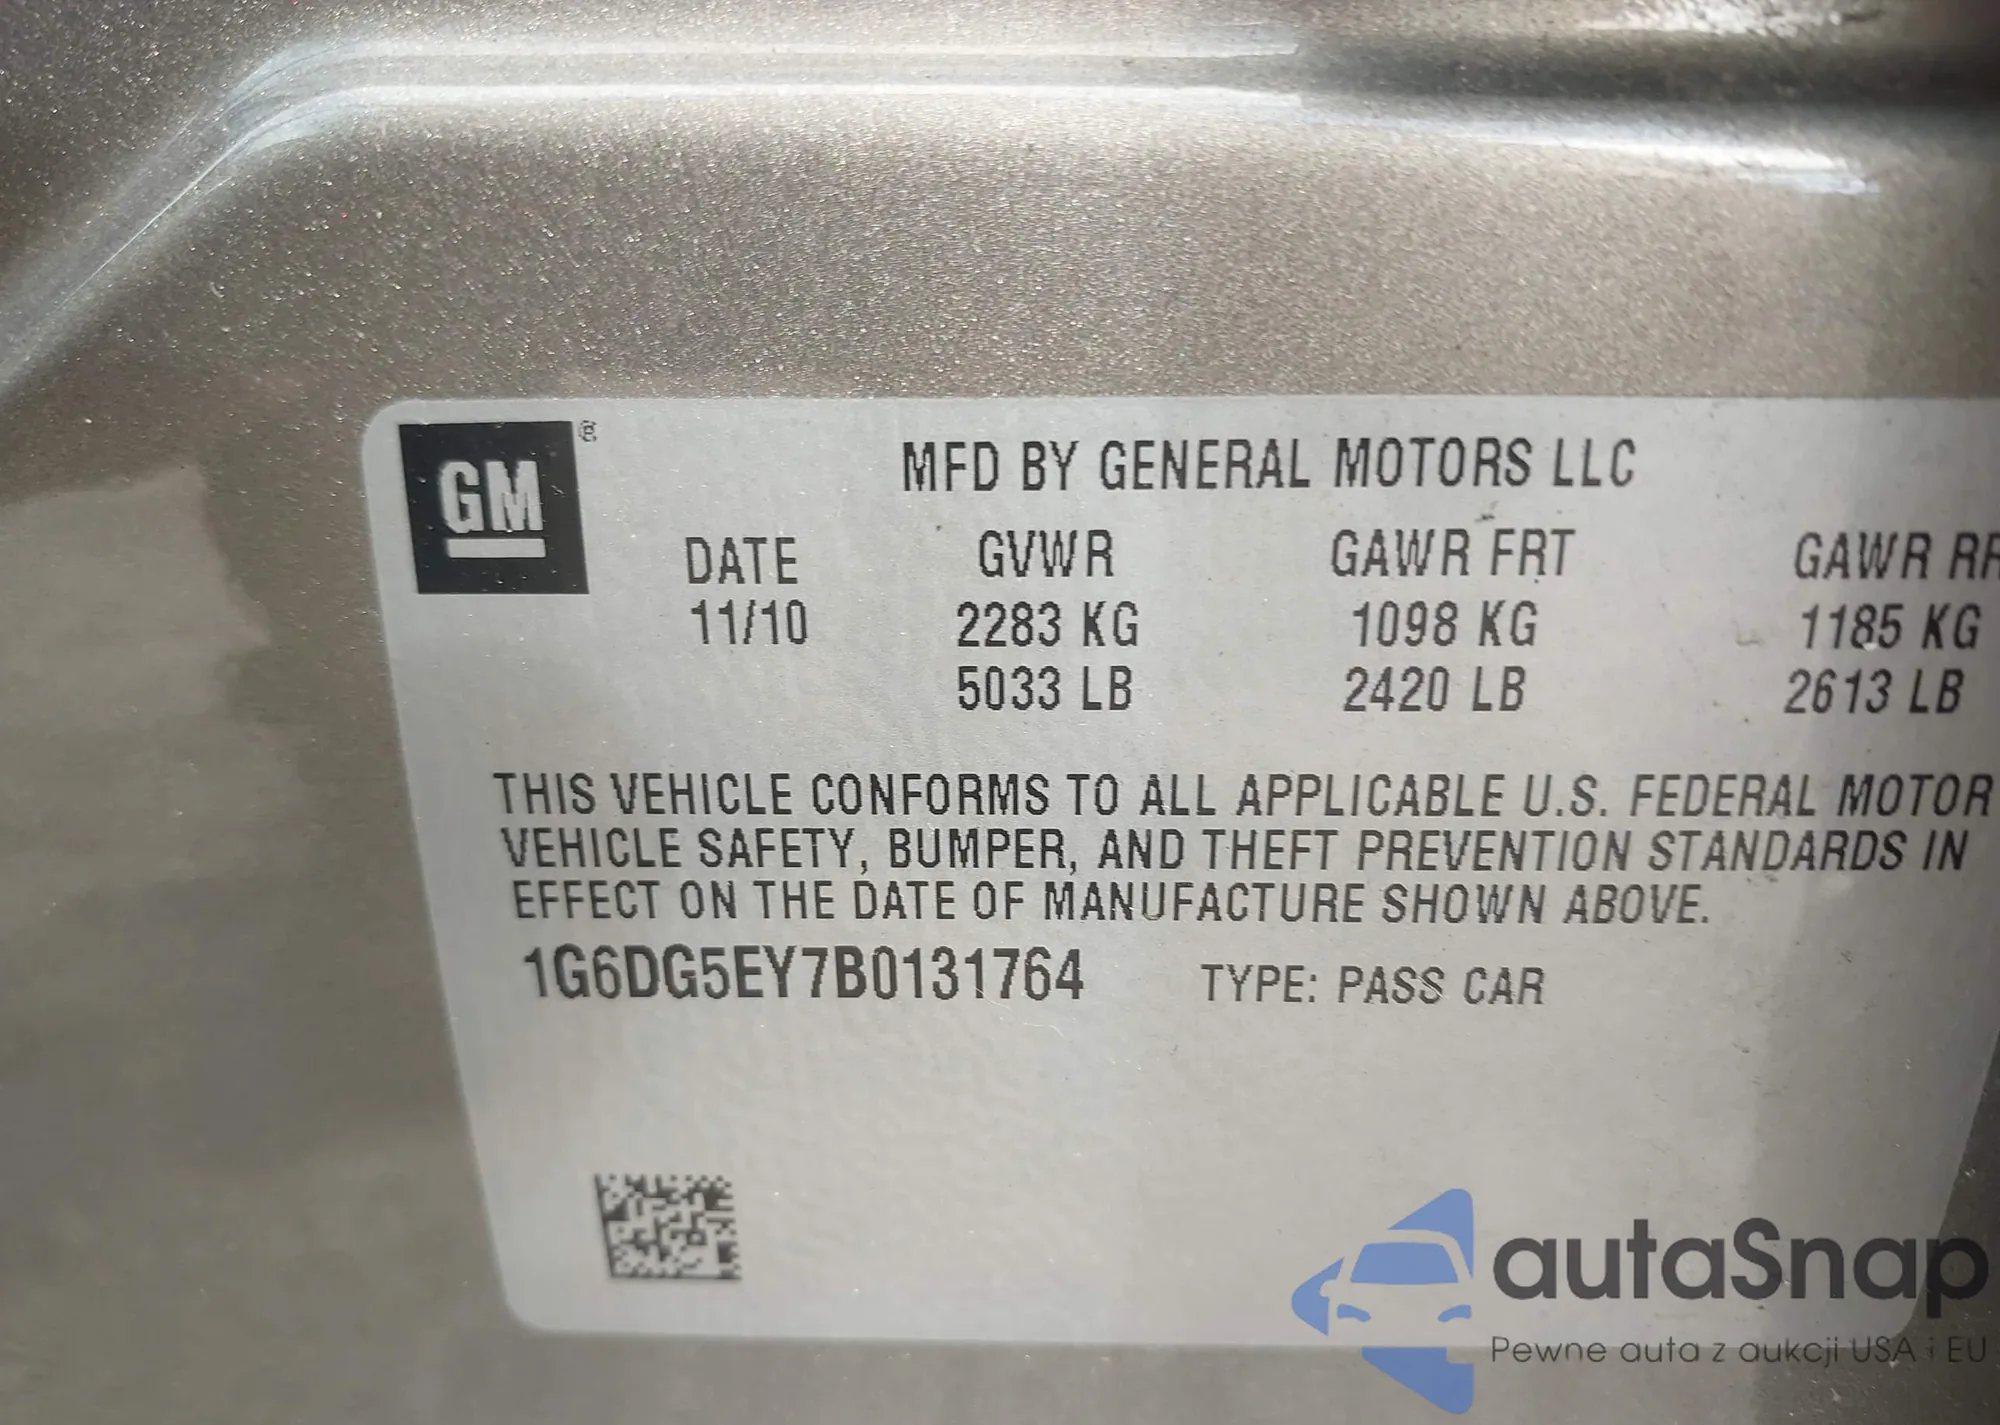 GM ®
MFD BY GENERAL MOTORS LLC
DATE GVWR GAWR FRT GAWR RR
11/10 2283 KG 1098 KG 1185 KG
5033 LB 2420 LB 2613 LB
THIS VEHICLE CONFORMS TO ALL APPLICABLE U.S. FEDERAL MOTOR
VEHICLE SAFETY, BUMPER, AND THEFT PREVENTION STANDARDS IN
EFFECT ON THE DATE OF MANUFACTURE SHOWN ABOVE.
1G6DG5EY7B0131764 TYPE: PASS CAR
autaSnap
Pewne auta z aukcji USA i EU